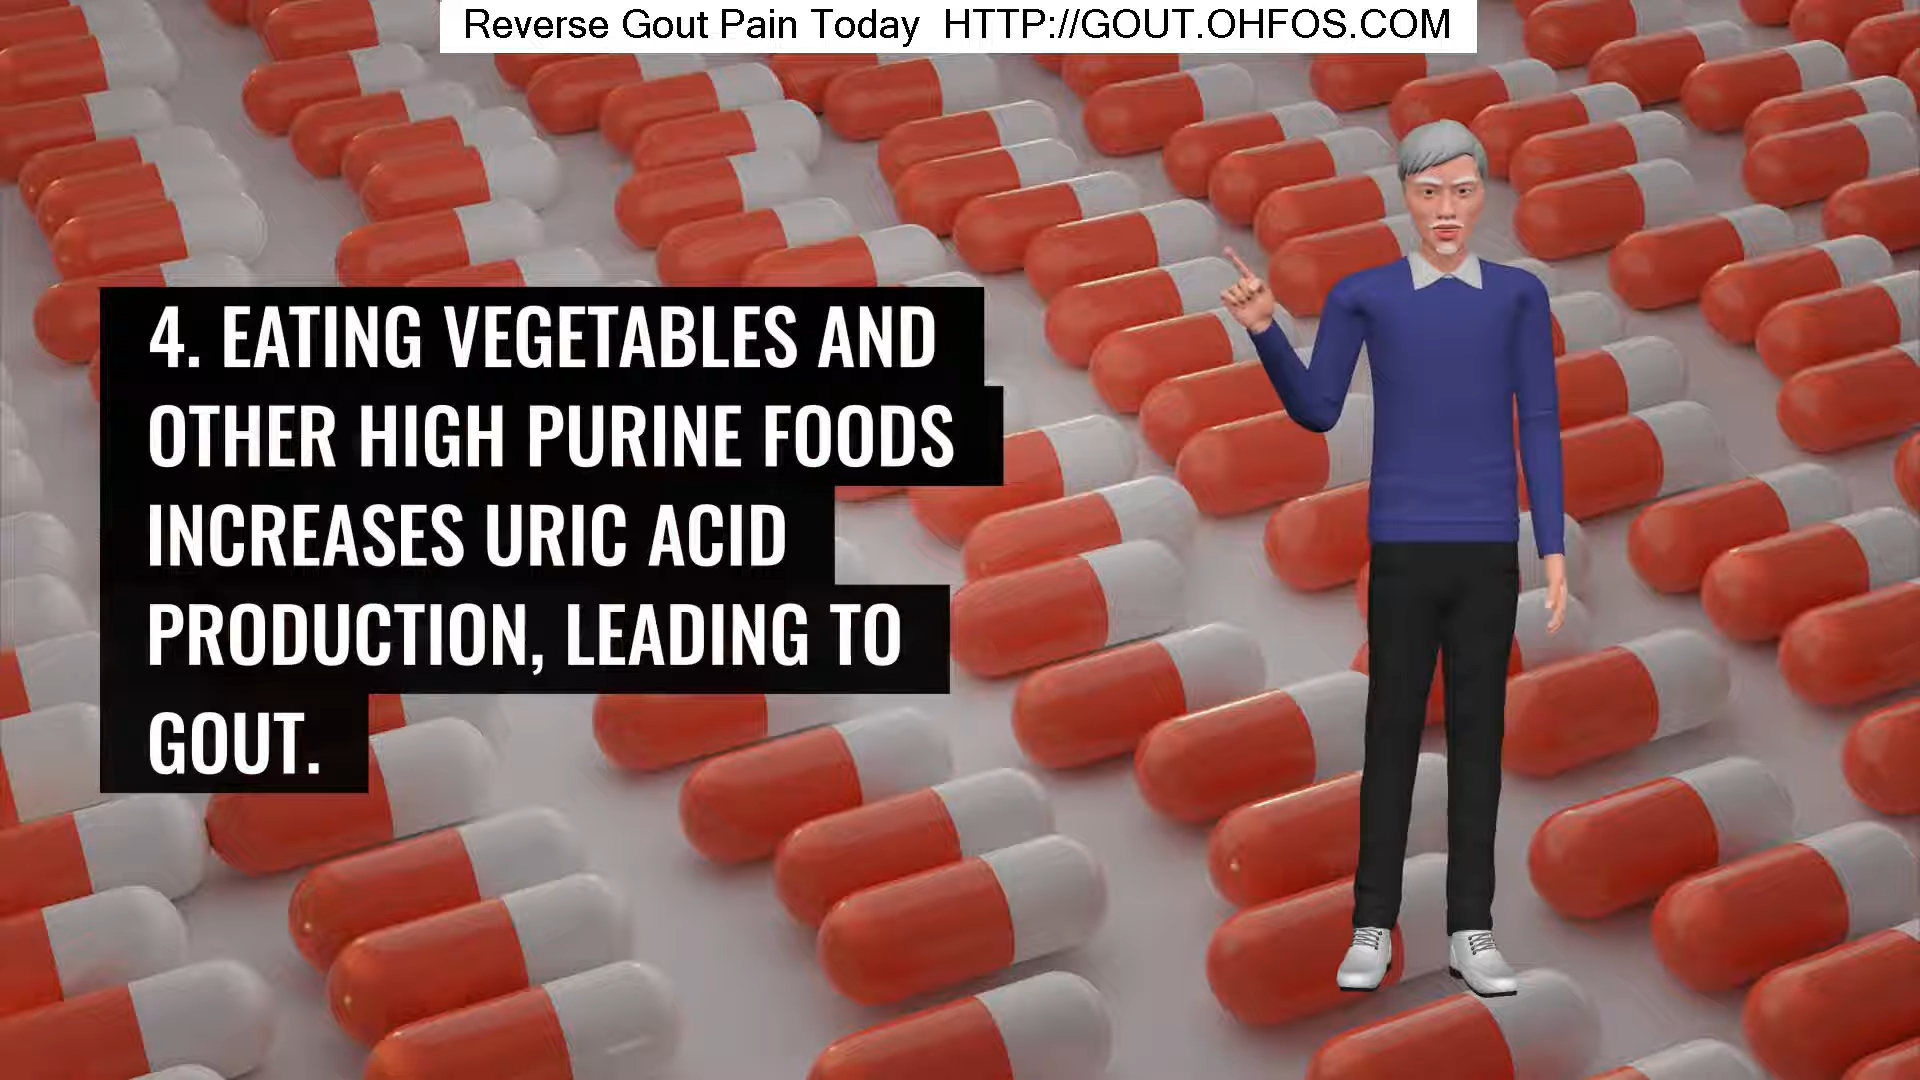 Reverse Gout Pain Today HTTP://GOUT.OHFOS.COM
4. EATING VEGETABLES AND
OTHER HIGH PURINE FOODS
INCREASES URIC ACID
PRODUCTION, LEADING TO
GOUT.